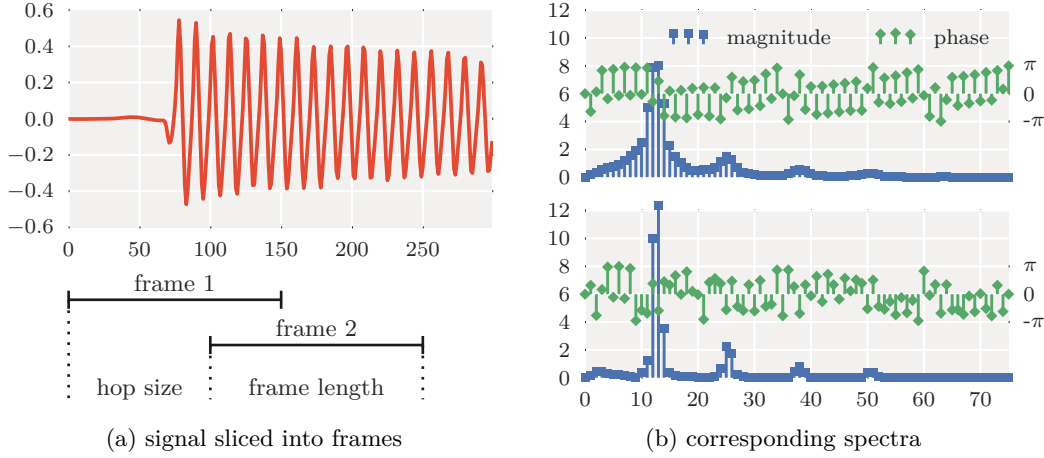 0.6
0.4
0.2
0.0
−0.2
−0.4
−0.6
0 50 100 150 200 250
frame 1
frame 2
hop size frame length
(a) signal sliced into frames
12
10
8
6
4
2
0
magnitude phase
π
0
-π
12
10
8
6
4
2
0
π
0
-π
0 10 20 30 40 50 60 70
(b) corresponding spectra